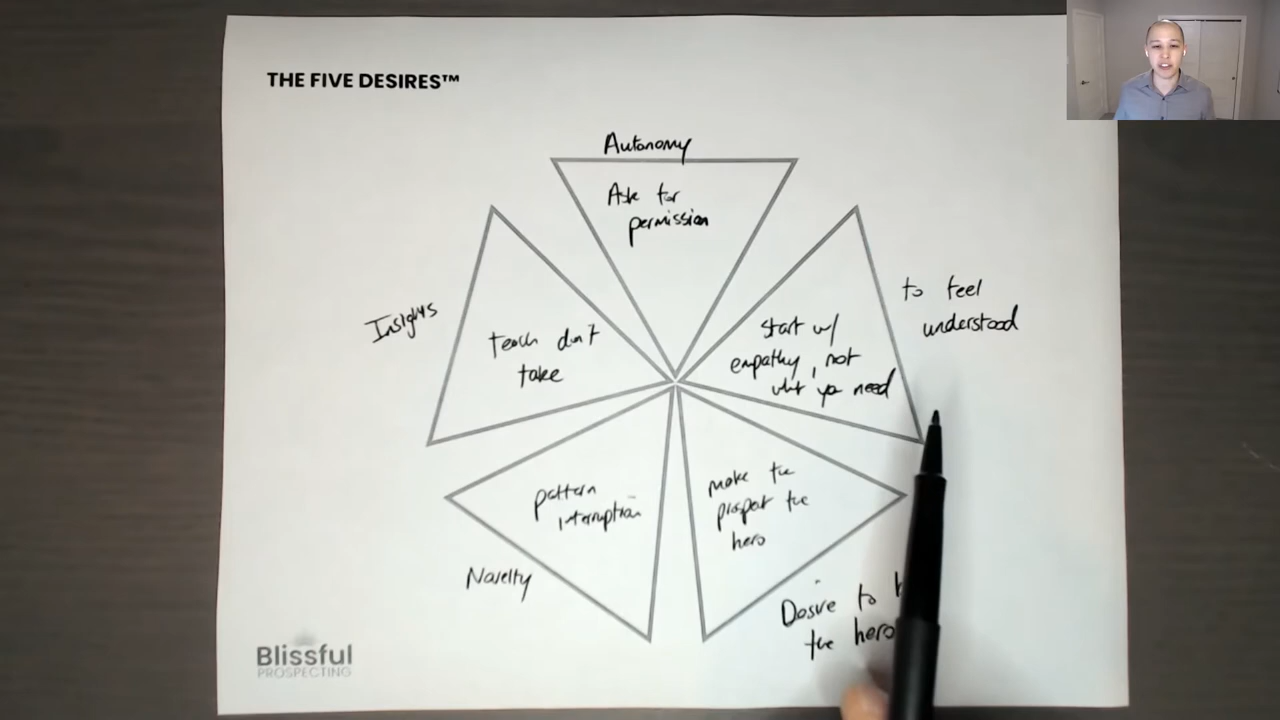 THE FIVE DESIRES™
Autonomy
Ask for
permission
to feel
understood
start w/
empathy, not
what you need
make the
prospect the
hero
Desire to b
the hero
Novelty
pattern
interruption
Insights
teach don't
take
Blissful
PROSPECTING